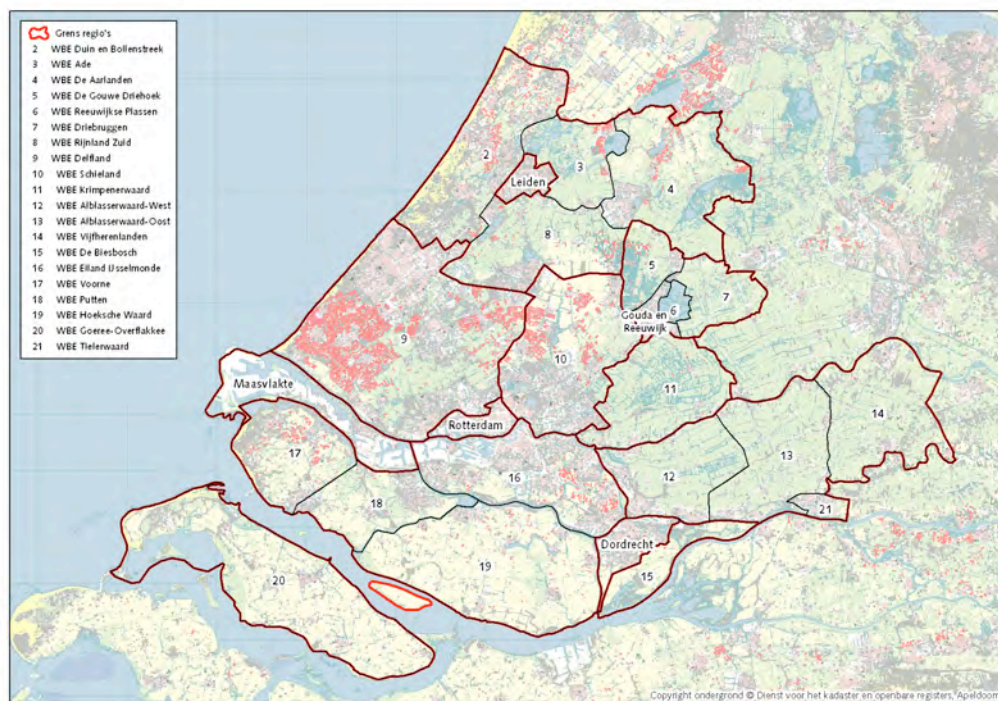 Grens regio's
2 WBE Duin en Bollenstreek
3 WBE Ade
4 WBE De Aarlanden
5 WBE De Gouwe Driehoek
6 WBE Reeuwijkse Plassen
7 WBE Driebruggen
8 WBE Rijnland Zuid
9 WBE Delfland
10 WBE Schieland
11 WBE Krimpenerwaard
12 WBE Alblasserwaard-West
13 WBE Alblasserwaard-Oost
14 WBE Vijfherenlanden
15 WBE De Biesbosch
16 WBE Eiland IJsselmonde
17 WBE Voorne
18 WBE Putten
19 WBE Hoeksche Waard
20 WBE Goeree-Overflakkee
21 WBE Tielerwaard
2
3
Leiden
4
8
5
7
6
Gouda en
Reeuwijk
9
10
11
Maasvlakte
14
Rotterdam
17
13
16
12
18
21
Dordrecht
19
15
20
Copyright ondergrond © Dienst voor het kadaster en openbare registers, Apeldoorn